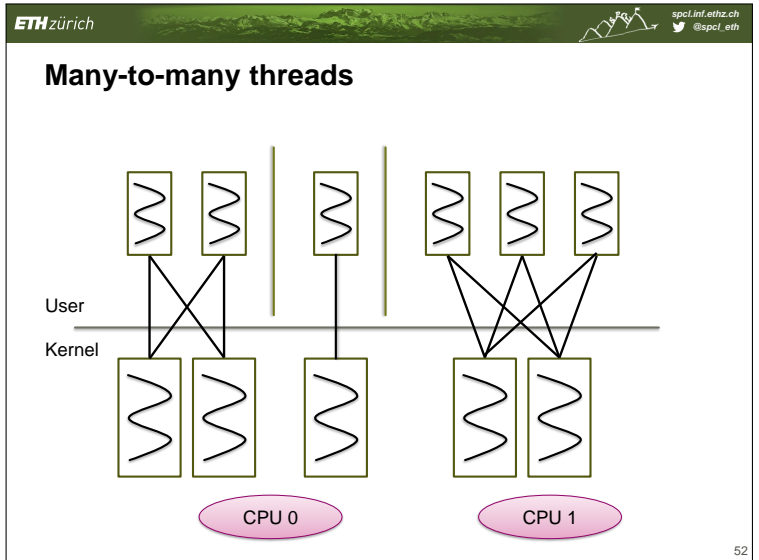 ETH zürich
spcl.inf.ethz.ch
@spcl_eth
Many-to-many threads
User
Kernel
CPU 0
CPU 1
52